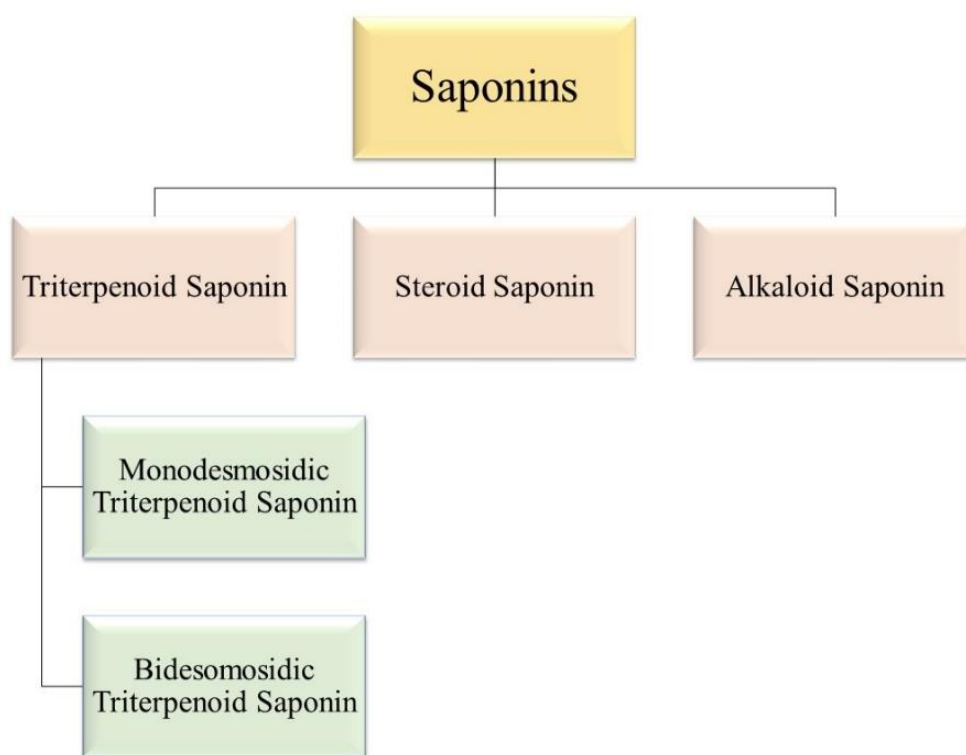 Saponins
Triterpenoid Saponin
Steroid Saponin
Alkaloid Saponin
Monodesmosidic
Triterpenoid Saponin
Bidesomosidic
Triterpenoid Saponin